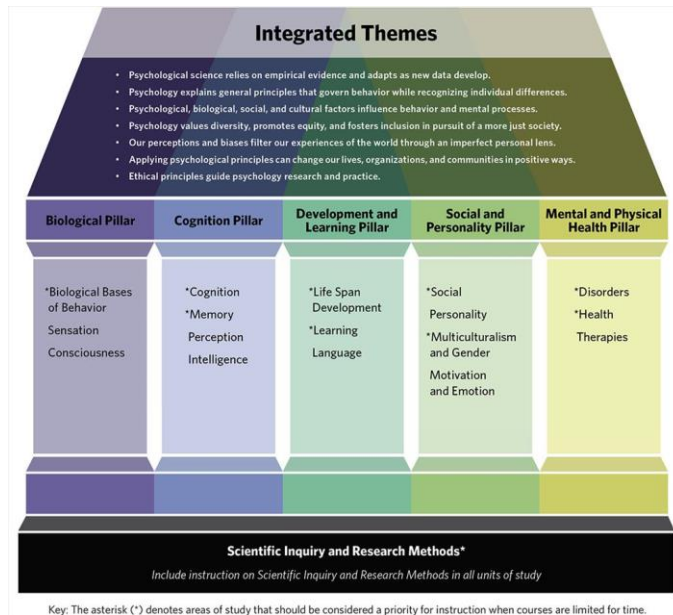 Integrated Themes
• Psychological science relies on empirical evidence and adapts as new data develop.
• Psychology explains general principles that govern behavior while recognizing individual differences.
• Psychological, biological, social, and cultural factors influence behavior and mental processes.
• Psychology values diversity, promotes equity, and fosters inclusion in pursuit of a more just society.
• Our perceptions and biases filter our experiences of the world through an imperfect personal lens.
• Applying psychological principles can change our lives, organizations, and communities in positive ways.
• Ethical principles guide psychology research and practice.
Biological Pillar
*Biological Bases
of Behavior
Sensation
Consciousness
Cognition Pillar
*Cognition
*Memory
Perception
Intelligence
Development and
Learning Pillar
*Life Span
Development
*Learning
Language
Social and
Personality Pillar
*Social
Personality
*Multiculturalism
and Gender
Motivation
and Emotion
Mental and Physical
Health Pillar
*Disorders
*Health
Therapies
Scientific Inquiry and Research Methods*
Include instruction on Scientific Inquiry and Research Methods in all units of study
Key: The asterisk (*) denotes areas of study that should be considered a priority for instruction when courses are limited for time.